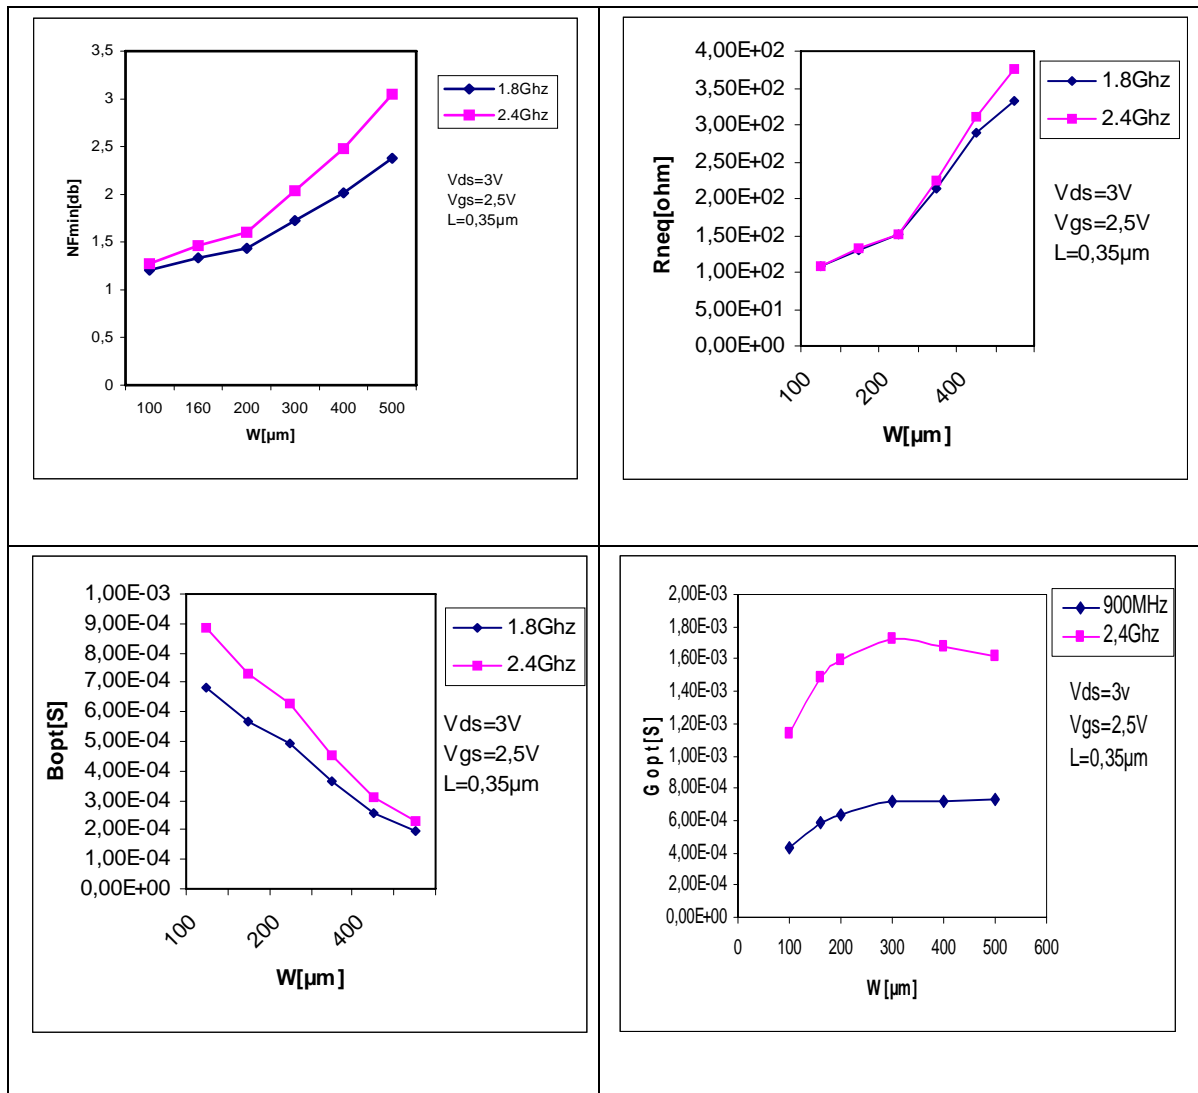 3,5
3
2,5
2
1,5
1
0,5
0
NFmin[db]
100 160 200 300 400 500
W[µm]
1.8Ghz
2.4Ghz
Vds=3V
Vgs=2,5V
L=0,35µm
4,00E+02
3,50E+02
3,00E+02
2,50E+02
2,00E+02
1,50E+02
1,00E+02
5,00E+01
0,00E+00
Rneq[ohm]
100 200 400
W[µm]
1.8Ghz
2.4Ghz
Vds=3V
Vgs=2,5V
L=0,35µm
1,00E-03
9,00E-04
8,00E-04
7,00E-04
6,00E-04
5,00E-04
4,00E-04
3,00E-04
2,00E-04
1,00E-04
0,00E+00
Bopt[S]
100 200 400
W[µm]
1.8Ghz
2.4Ghz
Vds=3V
Vgs=2,5V
L=0,35µm
2,00E-03
1,80E-03
1,60E-03
1,40E-03
1,20E-03
1,00E-03
8,00E-04
6,00E-04
4,00E-04
2,00E-04
0,00E+00
Gopt[S]
0 100 200 300 400 500 600
W[µm]
900MHz
2,4Ghz
Vds=3v
Vgs=2,5V
L=0,35µm